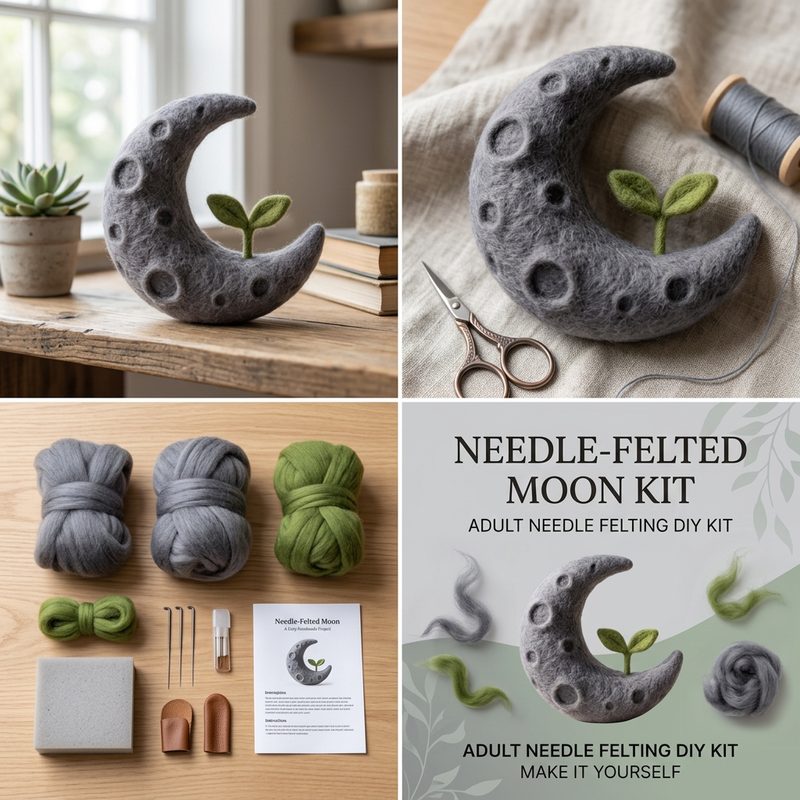 Needle-Felted Moon
A Cozy Handmade Project
Instructions
NEEDLE-FELTED
MOON KIT
ADULT NEEDLE FELTING DIY KIT
ADULT NEEDLE FELTING DIY KIT
MAKE IT YOURSELF